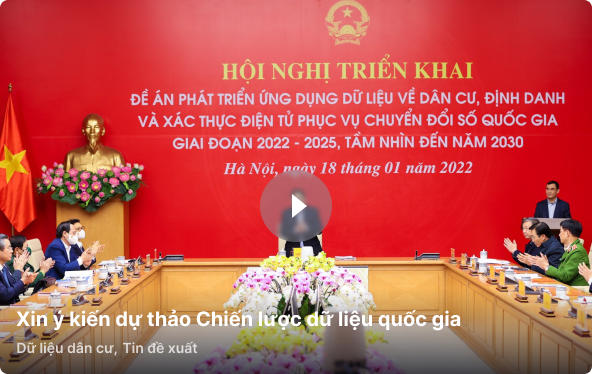 HỘI NGHỊ TRIỂN KHAI
ĐỀ ÁN PHÁT TRIỂN ỨNG DỤNG DỮ LIỆU VỀ DÂN CƯ, ĐỊNH DANH
VÀ XÁC THỰC ĐIỆN TỬ PHỤC VỤ CHUYỂN ĐỔI SỐ QUỐC GIA
GIAI ĐOẠN 2022 - 2025, TẦM NHÌN ĐẾN NĂM 2030
Hà Nội, ngày 18 tháng 01 năm 2022
Xin ý kiến dự thảo Chiến lược dữ liệu quốc gia
Dữ liệu dân cư, Tin đề xuất